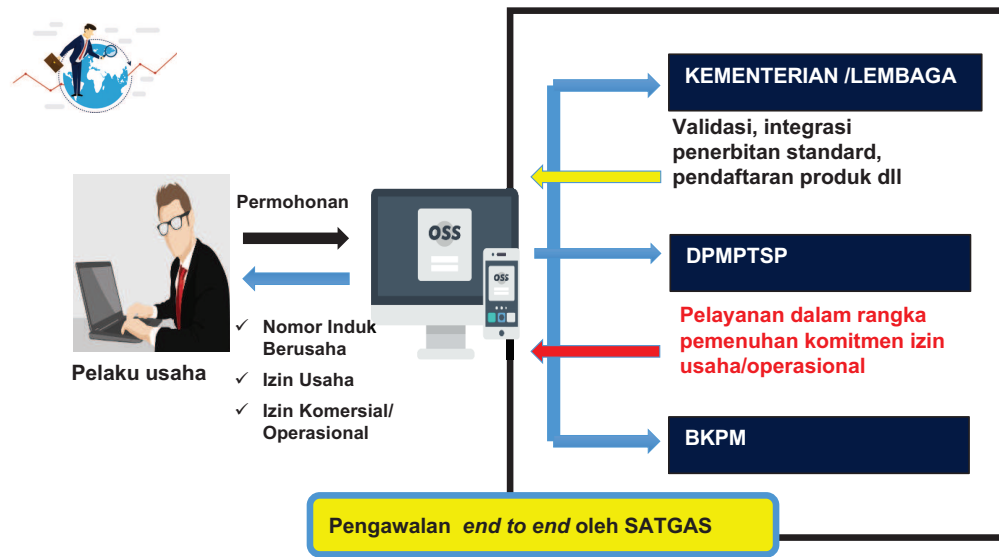 KEMENTERIAN /LEMBAGA
Validasi, integrasi
penerbitan standard,
pendaftaran produk dll
Permohonan
OSS
oss
DPMPTSP
Pelayanan dalam rangka
pemenuhan komitmen izin
usaha/operasional
✓ Nomor Induk
Berusaha
✓ Izin Usaha
✓ Izin Komersial/
Operasional
Pelaku usaha
BKPM
Pengawalan end to end oleh SATGAS